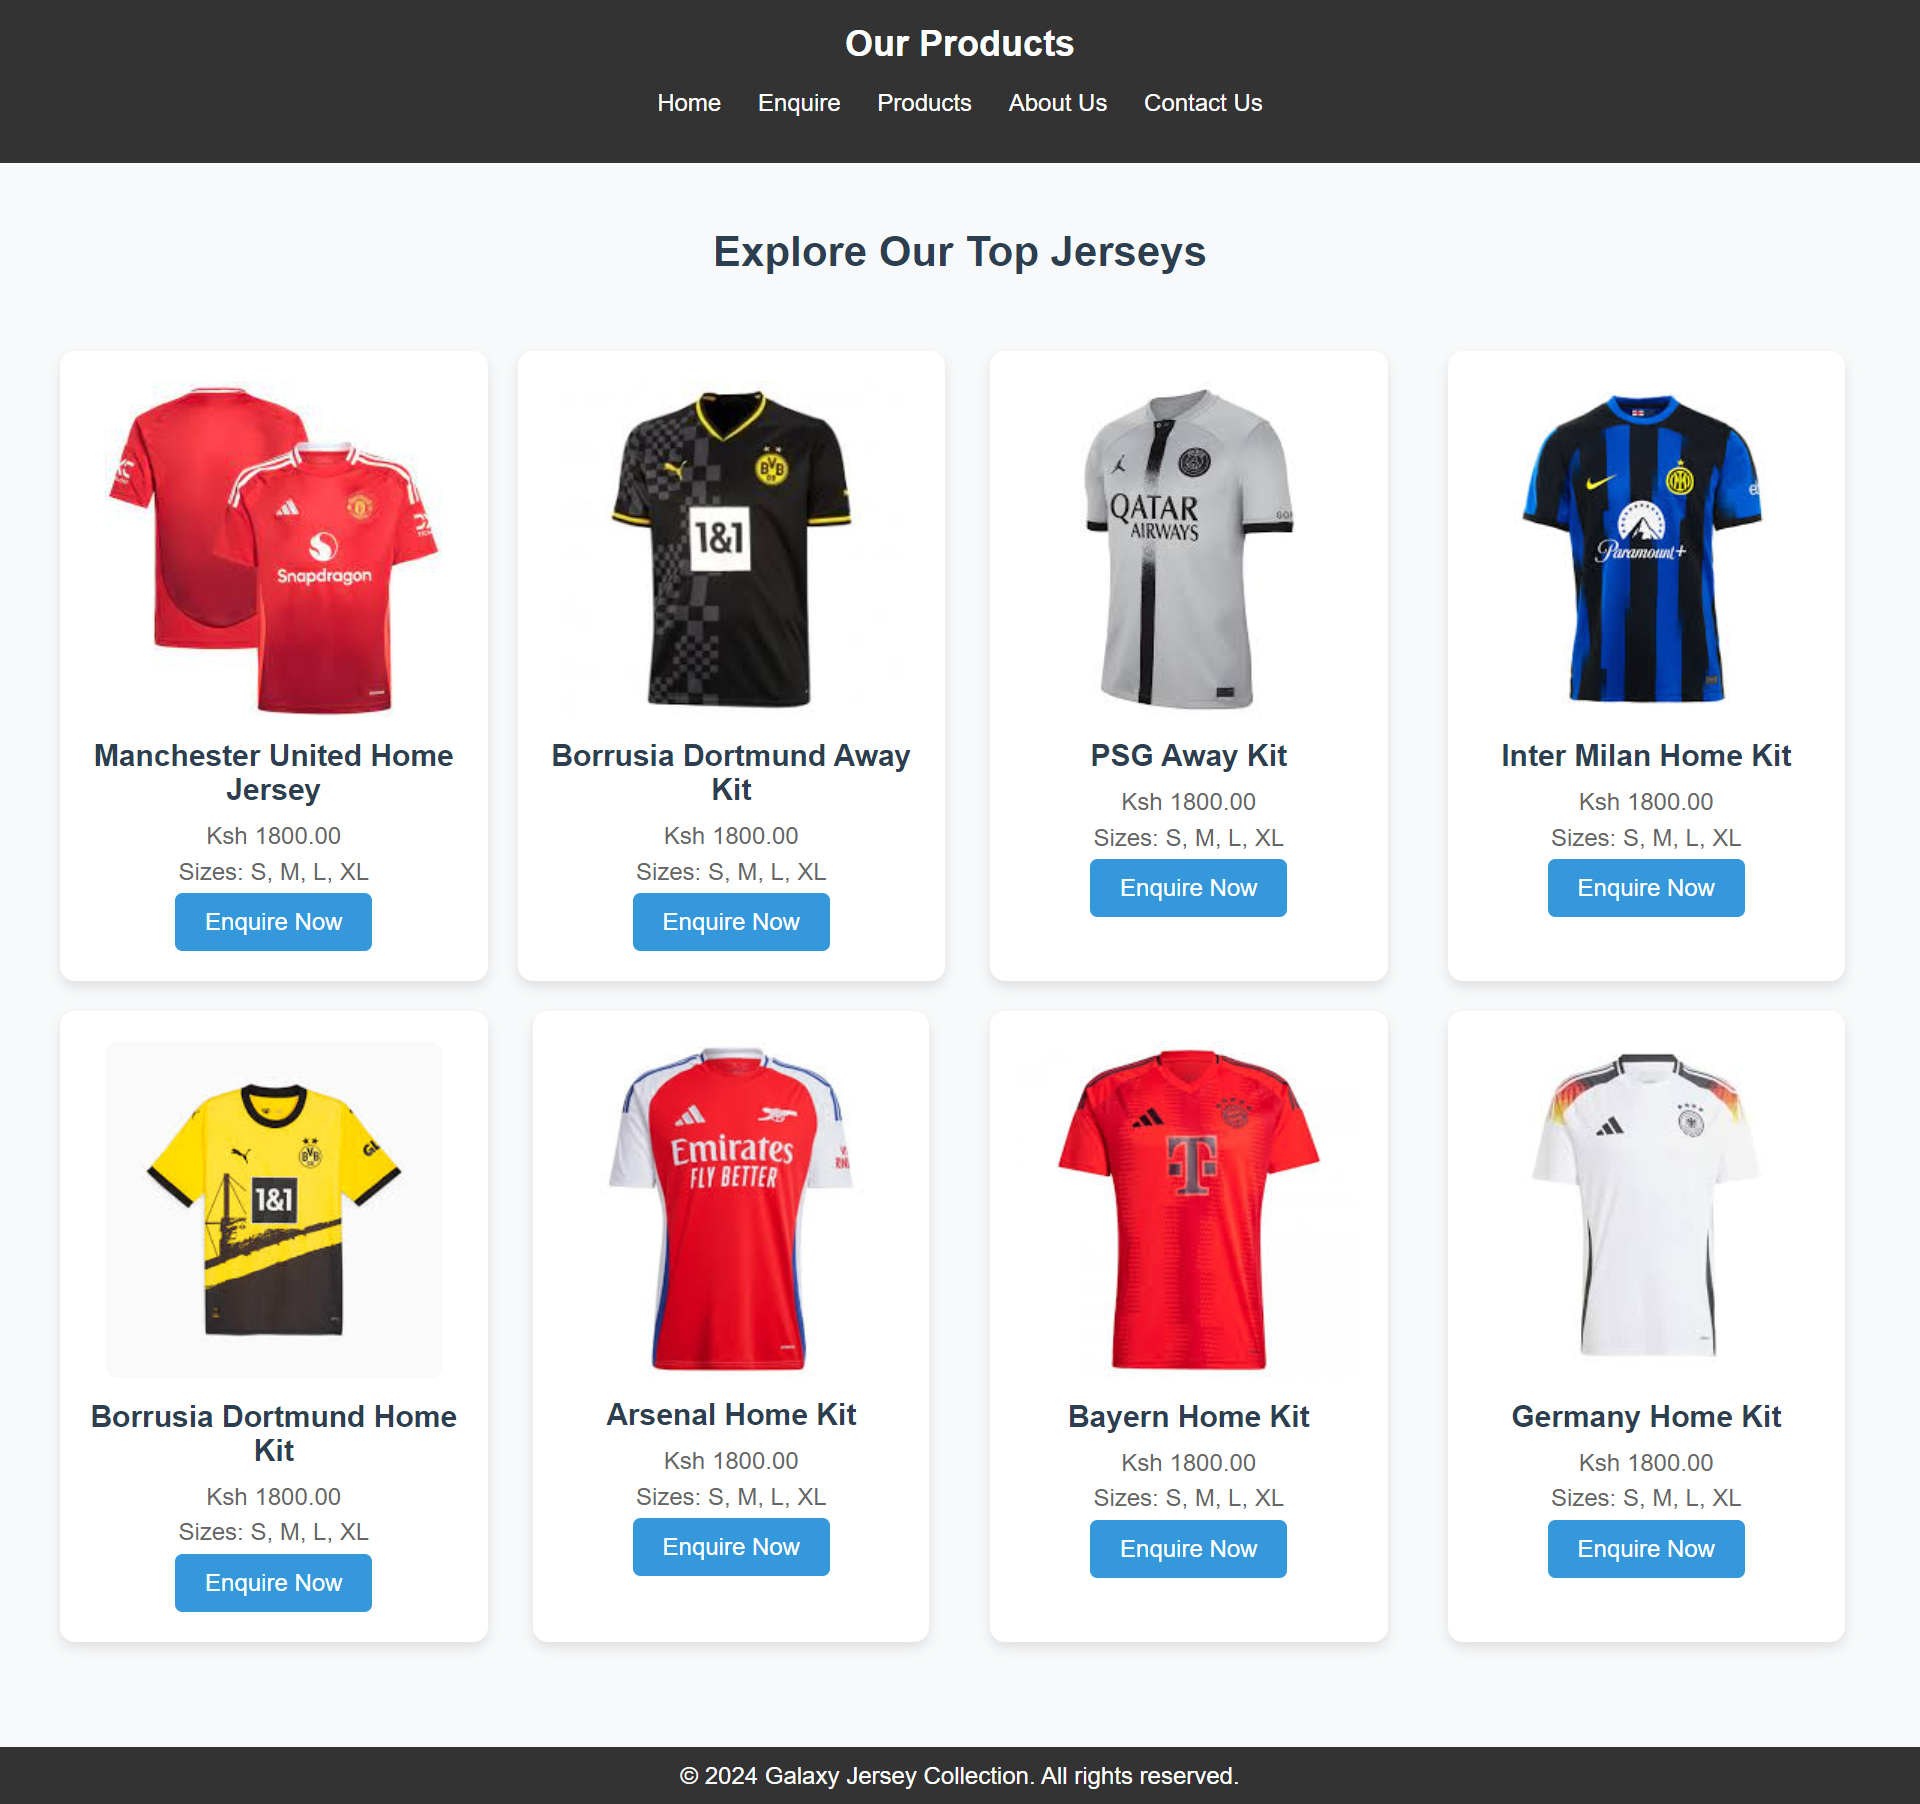 Our Products
Home Enquire Products About Us Contact Us
Explore Our Top Jerseys
Snapdragon
Manchester United Home
Jersey
Ksh 1800.00
Sizes: S, M, L, XL
Enquire Now
BVB
09
1&1
Borrusia Dortmund Away
Kit
Ksh 1800.00
Sizes: S, M, L, XL
Enquire Now
QATAR
AIRWAYS
PSG Away Kit
Ksh 1800.00
Sizes: S, M, L, XL
Enquire Now
Paramount+
Inter Milan Home Kit
Ksh 1800.00
Sizes: S, M, L, XL
Enquire Now
BVB
09
1&1
Borrusia Dortmund Home
Kit
Ksh 1800.00
Sizes: S, M, L, XL
Enquire Now
Emirates
FLY BETTER
Arsenal Home Kit
Ksh 1800.00
Sizes: S, M, L, XL
Enquire Now
T
Bayern Home Kit
Ksh 1800.00
Sizes: S, M, L, XL
Enquire Now
Germany Home Kit
Ksh 1800.00
Sizes: S, M, L, XL
Enquire Now
© 2024 Galaxy Jersey Collection. All rights reserved.